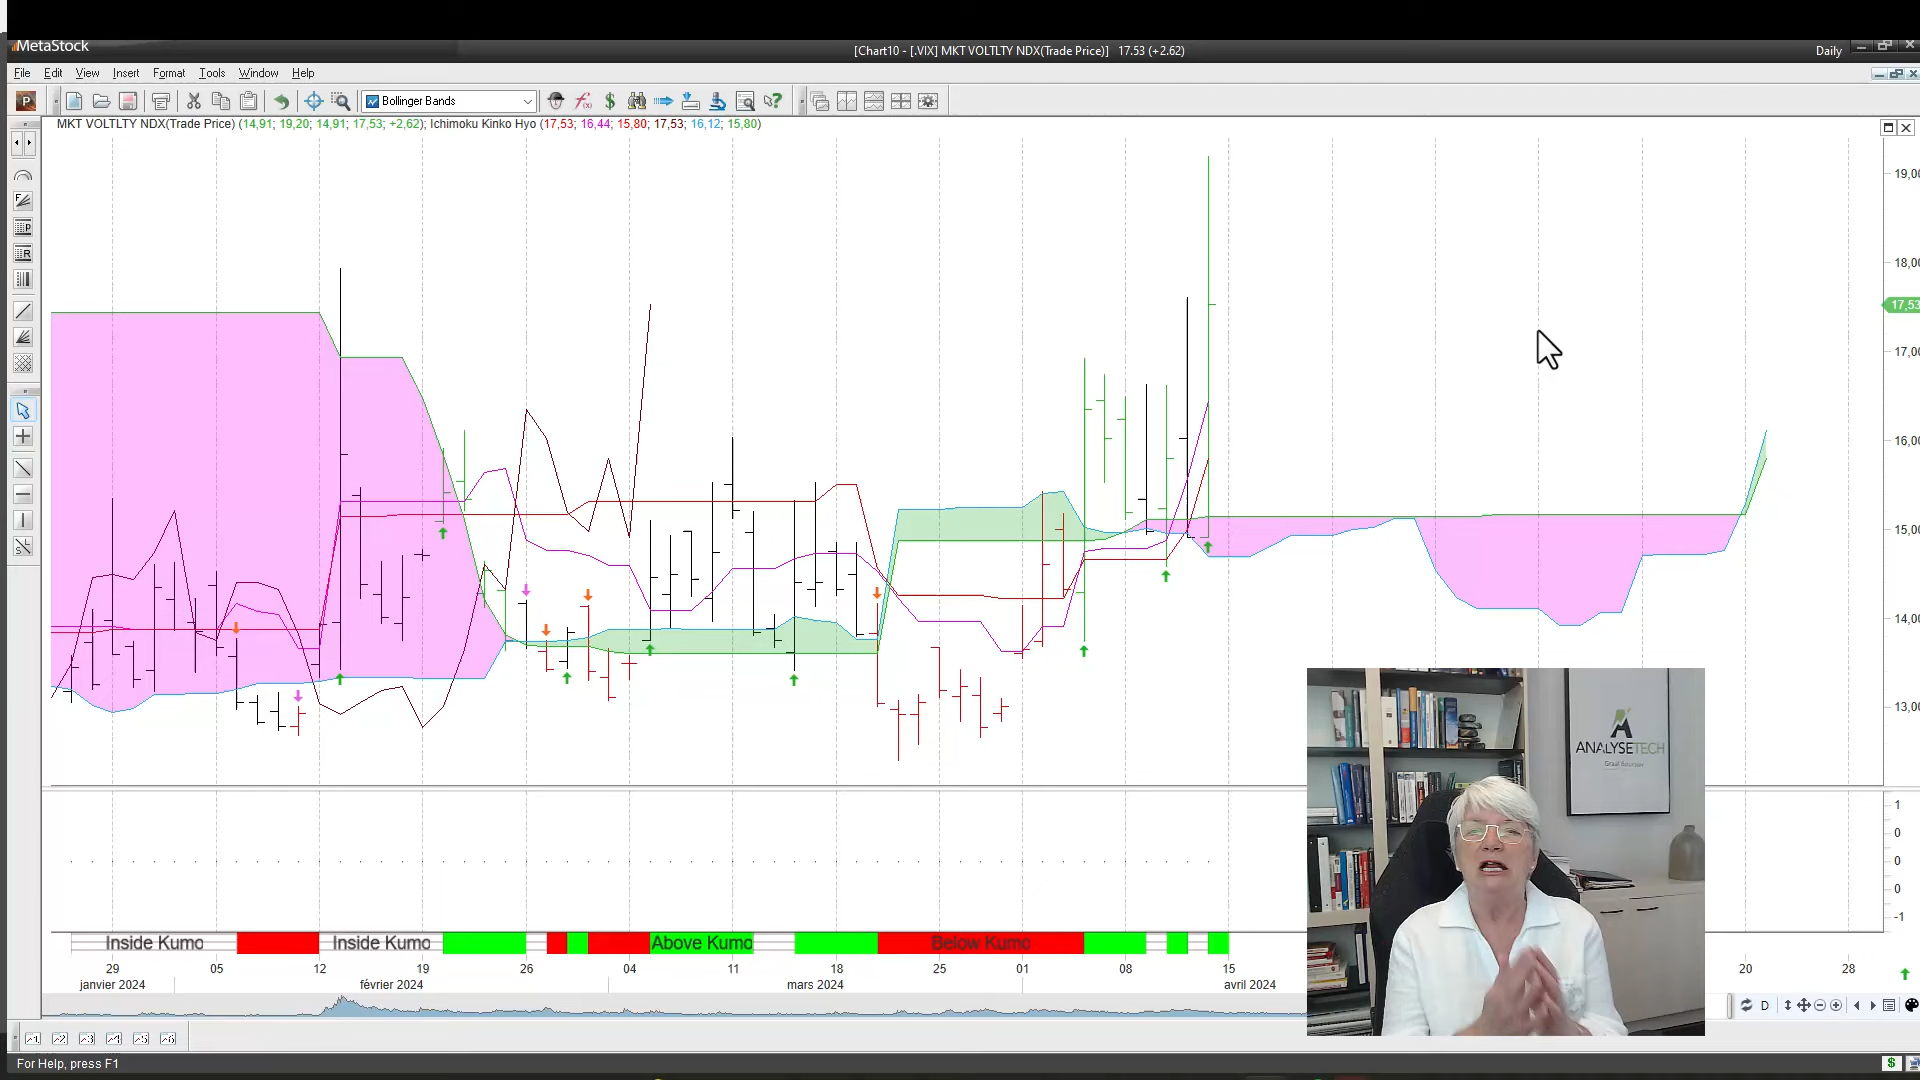 MetaStock
[Chart10 - [.VIX] MKT VOLTLTY NDX(Trade Price)] 17.53 (+2.62)
Daily
File Edit View Insert Format Tools Window Help
Bollinger Bands
MKT VOLTLTY NDX(Trade Price) (14,91; 19,20; 14,91; 17,53; +2,62); Ichimoku Kinko Hyo (17,53; 16,44; 15,80; 17,53; 16,12; 15,80)
19,00
18,00
17,53
17,00
16,00
15,00
14,00
13,00
ANALYSETECH
1
0
0
0
-1
Inside Kumo Inside Kumo Above Kumo Below Kumo
29 05 12 19 26 04 11 18 25 01 08 15 20 28
janvier 2024 février 2024 mars 2024 avril 2024
D
For Help, press F1